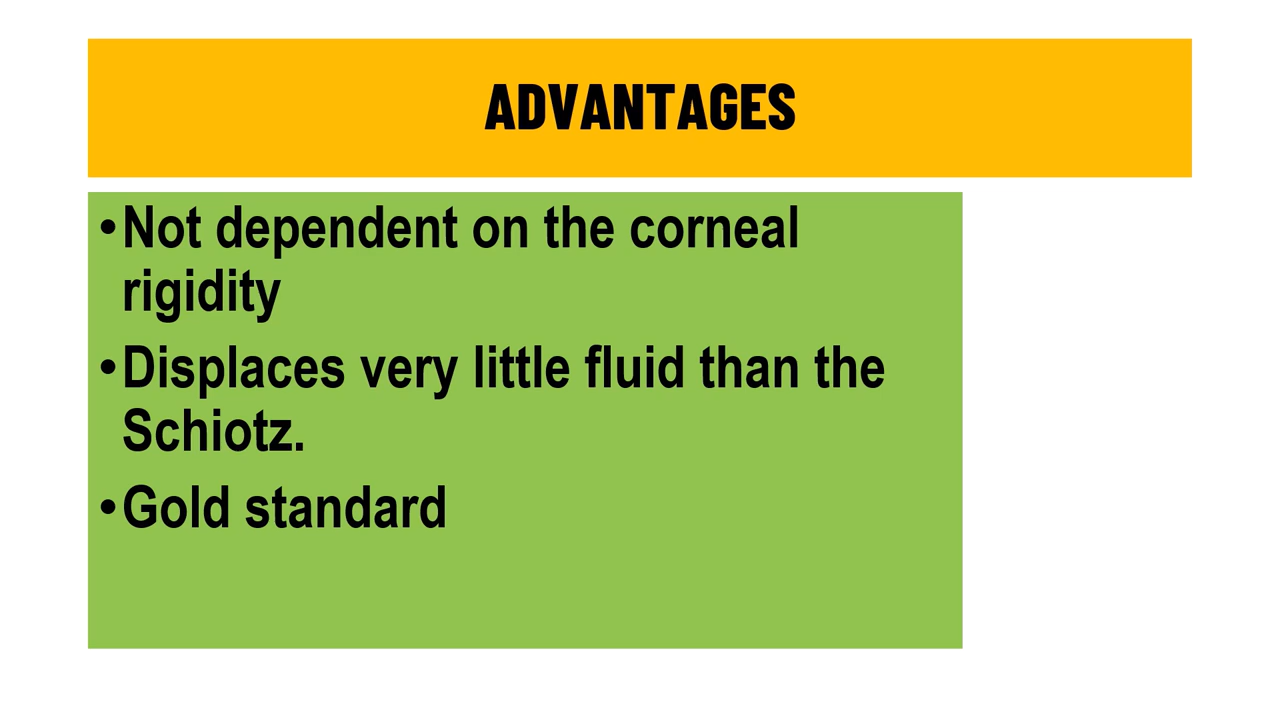 ADVANTAGES
•Not dependent on the corneal
rigidity
•Displaces very little fluid than the
Schiotz.
•Gold standard